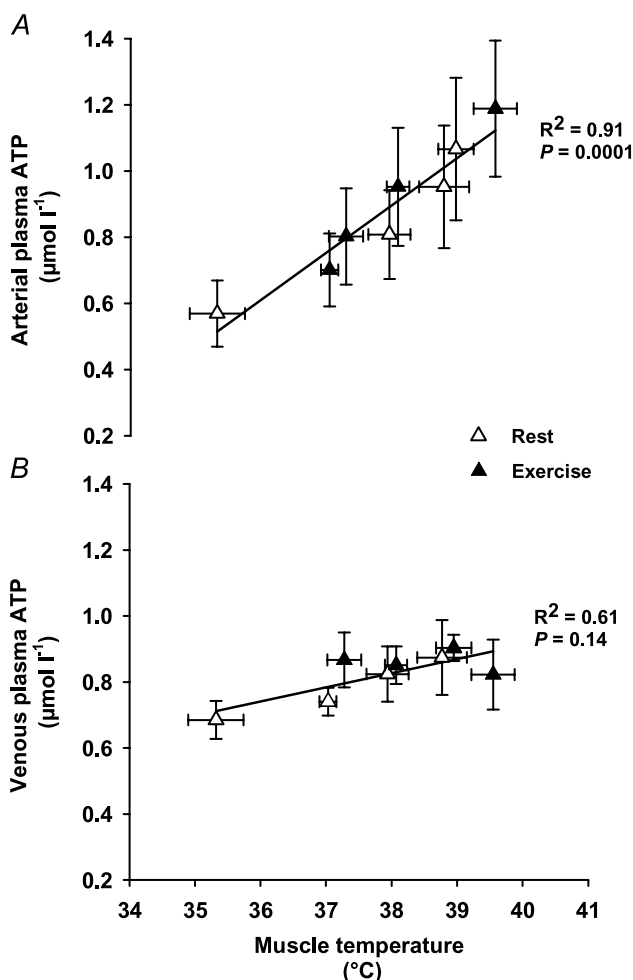 A
1.4
1.2
1.0
0.8
0.6
0.4
0.2
Arterial plasma ATP
(µmol l⁻¹)
R² = 0.91
P = 0.0001
Rest
Exercise
B
1.4
1.2
1.0
0.8
0.6
0.4
0.2
Venous plasma ATP
(µmol l⁻¹)
R² = 0.61
P = 0.14
34 35 36 37 38 39 40 41
Muscle temperature
(°C)